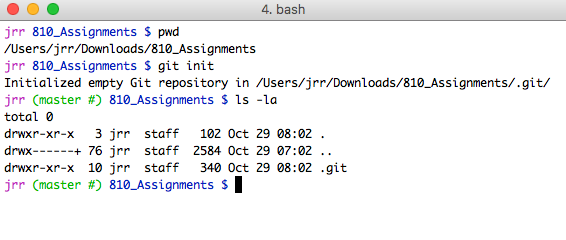 4. bash
jrr 810_Assignments $ pwd
/Users/jrr/Downloads/810_Assignments
jrr 810_Assignments $ git init
Initialized empty Git repository in /Users/jrr/Downloads/810_Assignments/.git/
jrr (master #) 810_Assignments $ ls -la
total 0
drwxr-xr-x   3 jrr  staff   102 Oct 29 08:02 .
drwx------+ 76 jrr  staff  2584 Oct 29 07:02 ..
drwxr-xr-x  10 jrr  staff   340 Oct 29 08:02 .git
jrr (master #) 810_Assignments $